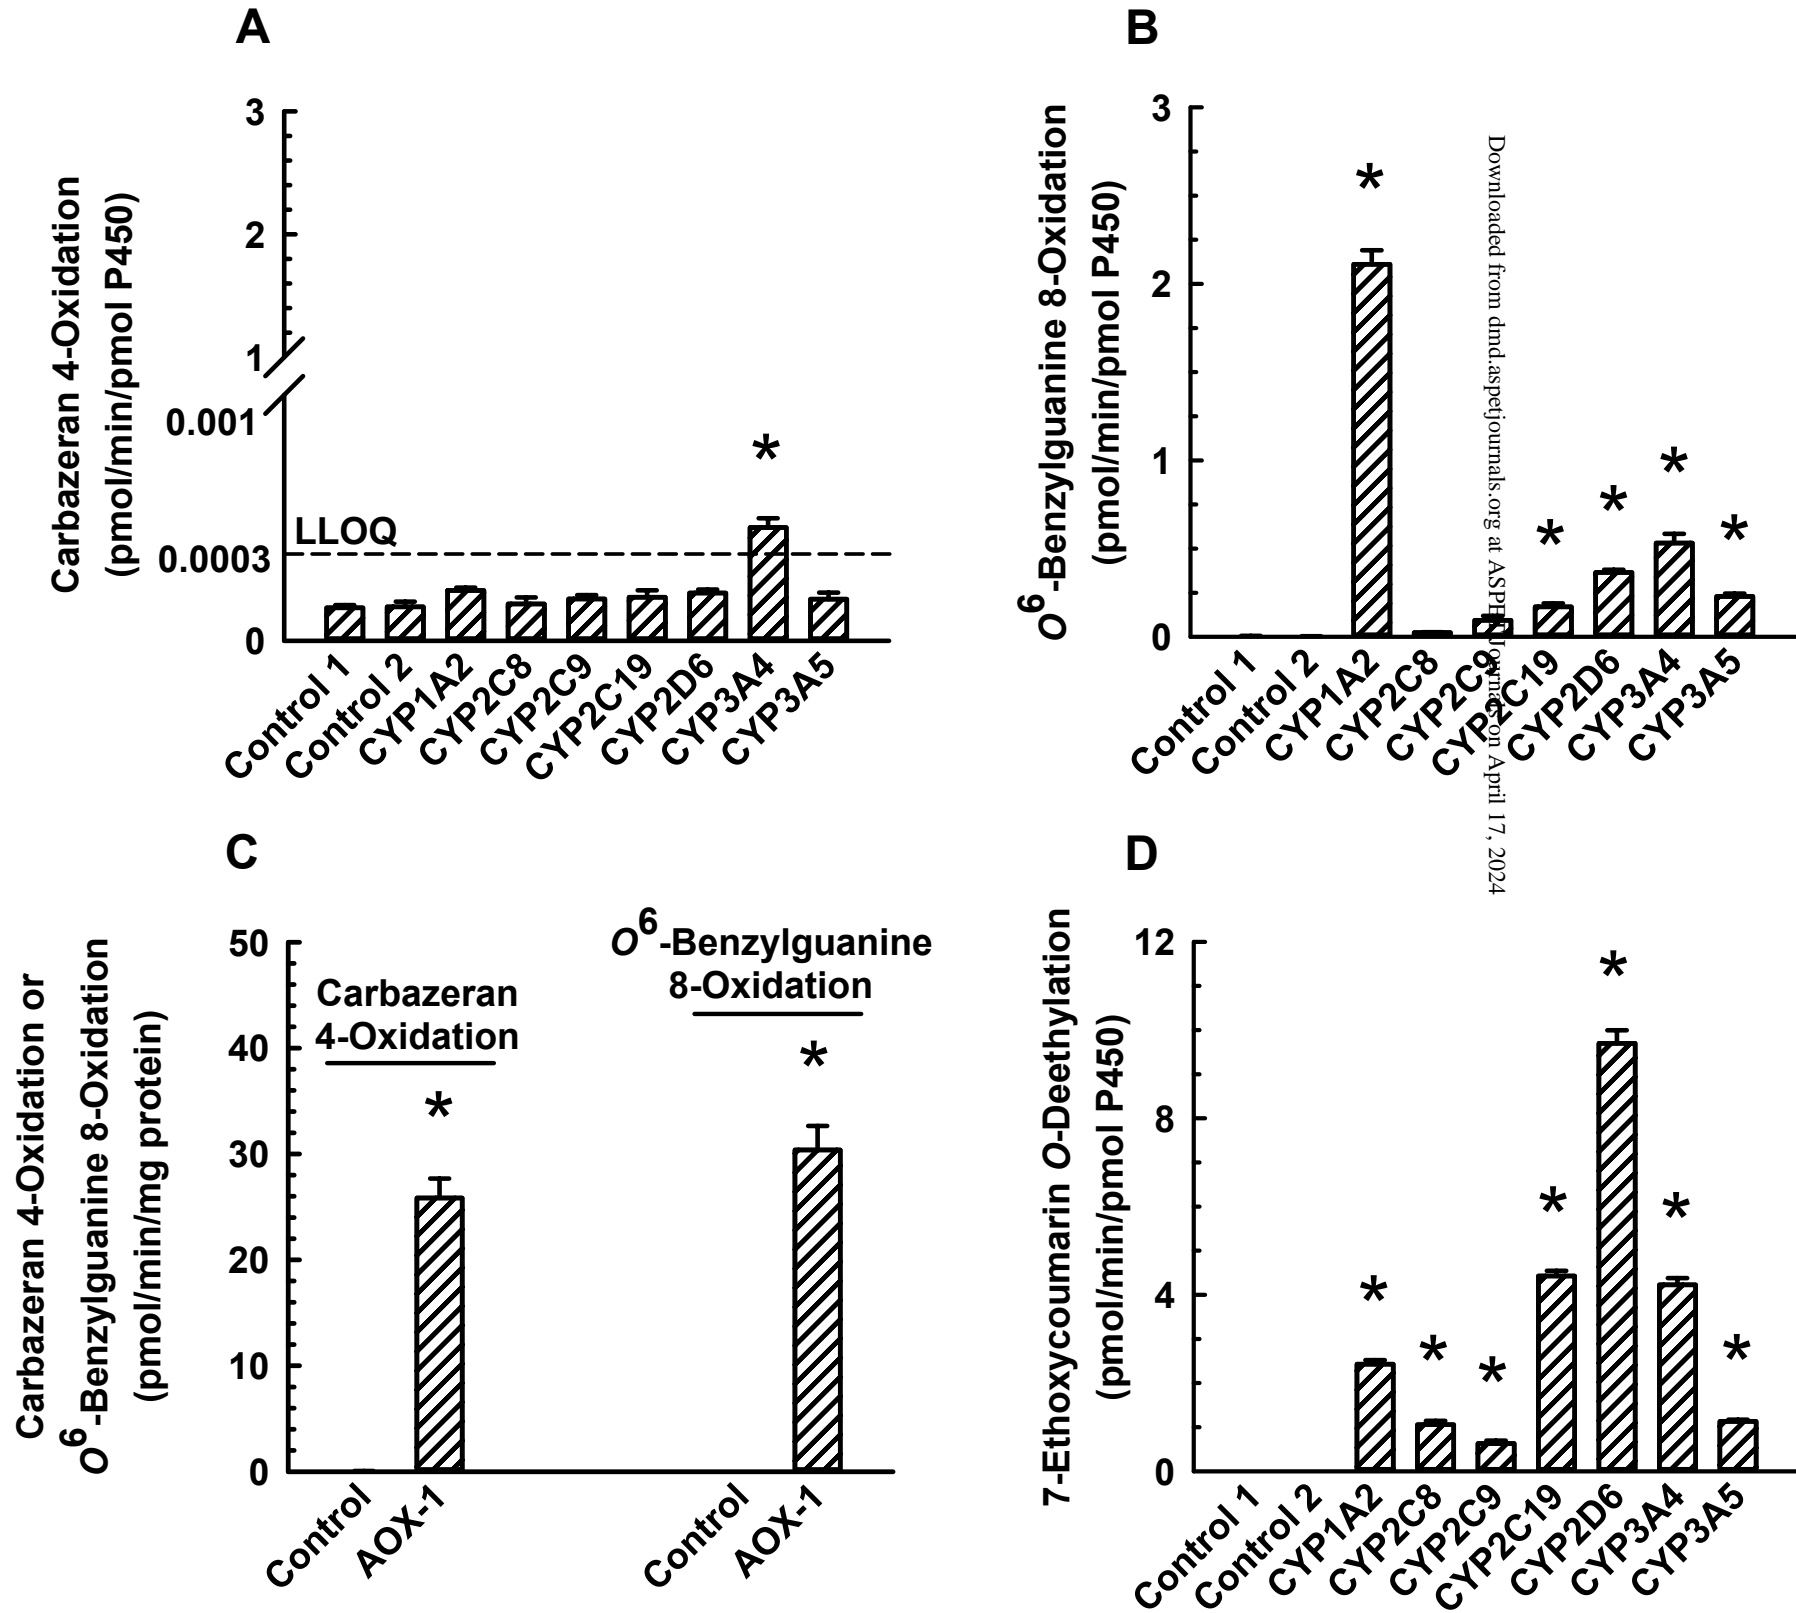 A
Carbazeran 4-Oxidation
(pmol/min/pmol P450)
3
2
1
0.001
0.0003
0
LLOQ
*
Control 1
Control 2
CYP1A2
CYP2C8
CYP2C9
CYP2C19
CYP2D6
CYP3A4
CYP3A5
B
O6-Benzylguanine 8-Oxidation
(pmol/min/pmol P450)
3
2
1
0
*
*
*
*
*
Control 1
Control 2
CYP1A2
CYP2C8
CYP2C9
CYP2C19
CYP2D6
CYP3A4
CYP3A5
Downloaded from dmd.aspetjournals.org at ASPET Journals on April 17, 2024
C
Carbazeran 4-Oxidation or
O6-Benzylguanine 8-Oxidation
(pmol/min/mg protein)
50
40
30
20
10
0
Carbazeran
4-Oxidation
*
O6-Benzylguanine
8-Oxidation
*
Control
AOX-1
Control
AOX-1
D
7-Ethoxycoumarin O-Deethylation
(pmol/min/pmol P450)
12
8
4
0
*
*
*
*
*
*
*
Control 1
Control 2
CYP1A2
CYP2C8
CYP2C9
CYP2C19
CYP2D6
CYP3A4
CYP3A5